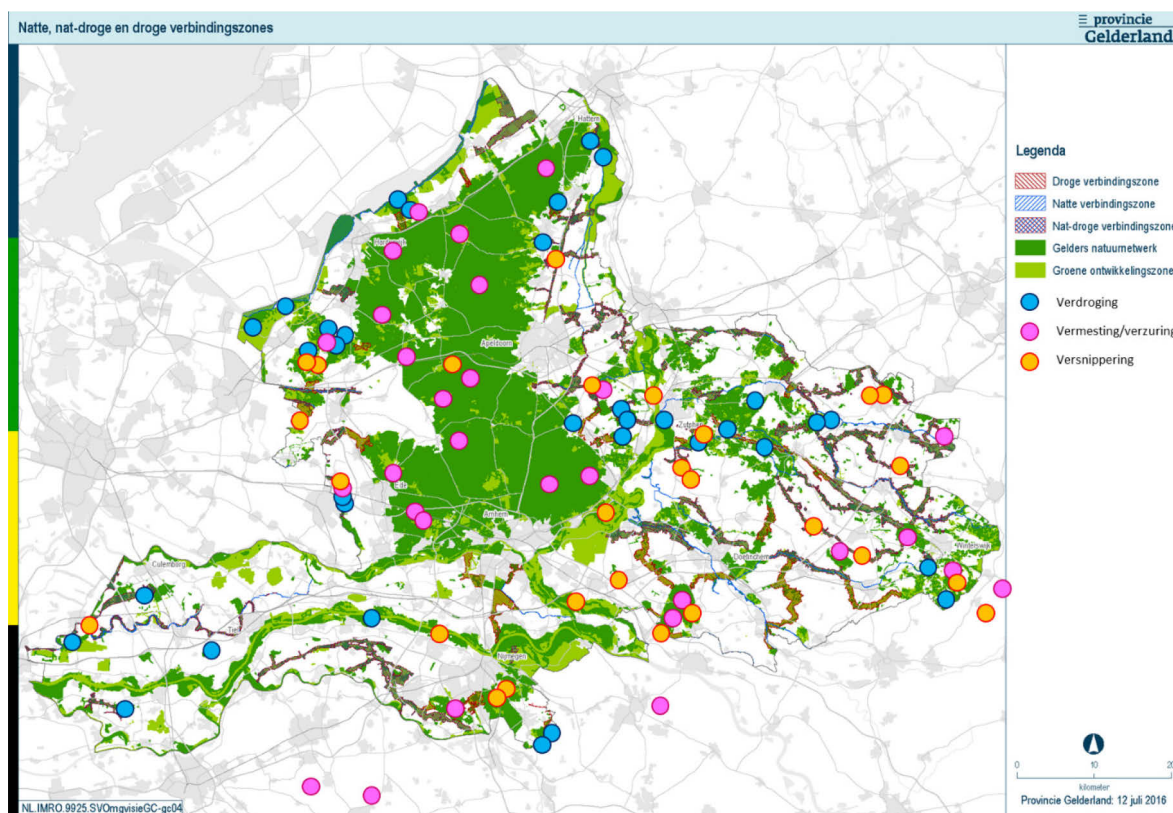 Natte, nat-droge en droge verbindingszones
provincie
Gelderland
Hattem
Harderwijk
Apeldoorn
Zutphen
Ede
Arnhem
Doetinchem
Winterswijk
Culemborg
Tiel
Nijmegen
Legenda
Droge verbindingszone
Natte verbindingszone
Nat-droge verbindingszone
Gelders natuurnetwerk
Groene ontwikkelingszone
Verdroging
Vermesting/verzuring
Versnippering
0 10 20
kilometer
Provincie Gelderland: 12 juli 2016
NL.IMRO.9925.SVOmgvisieGC-gc04